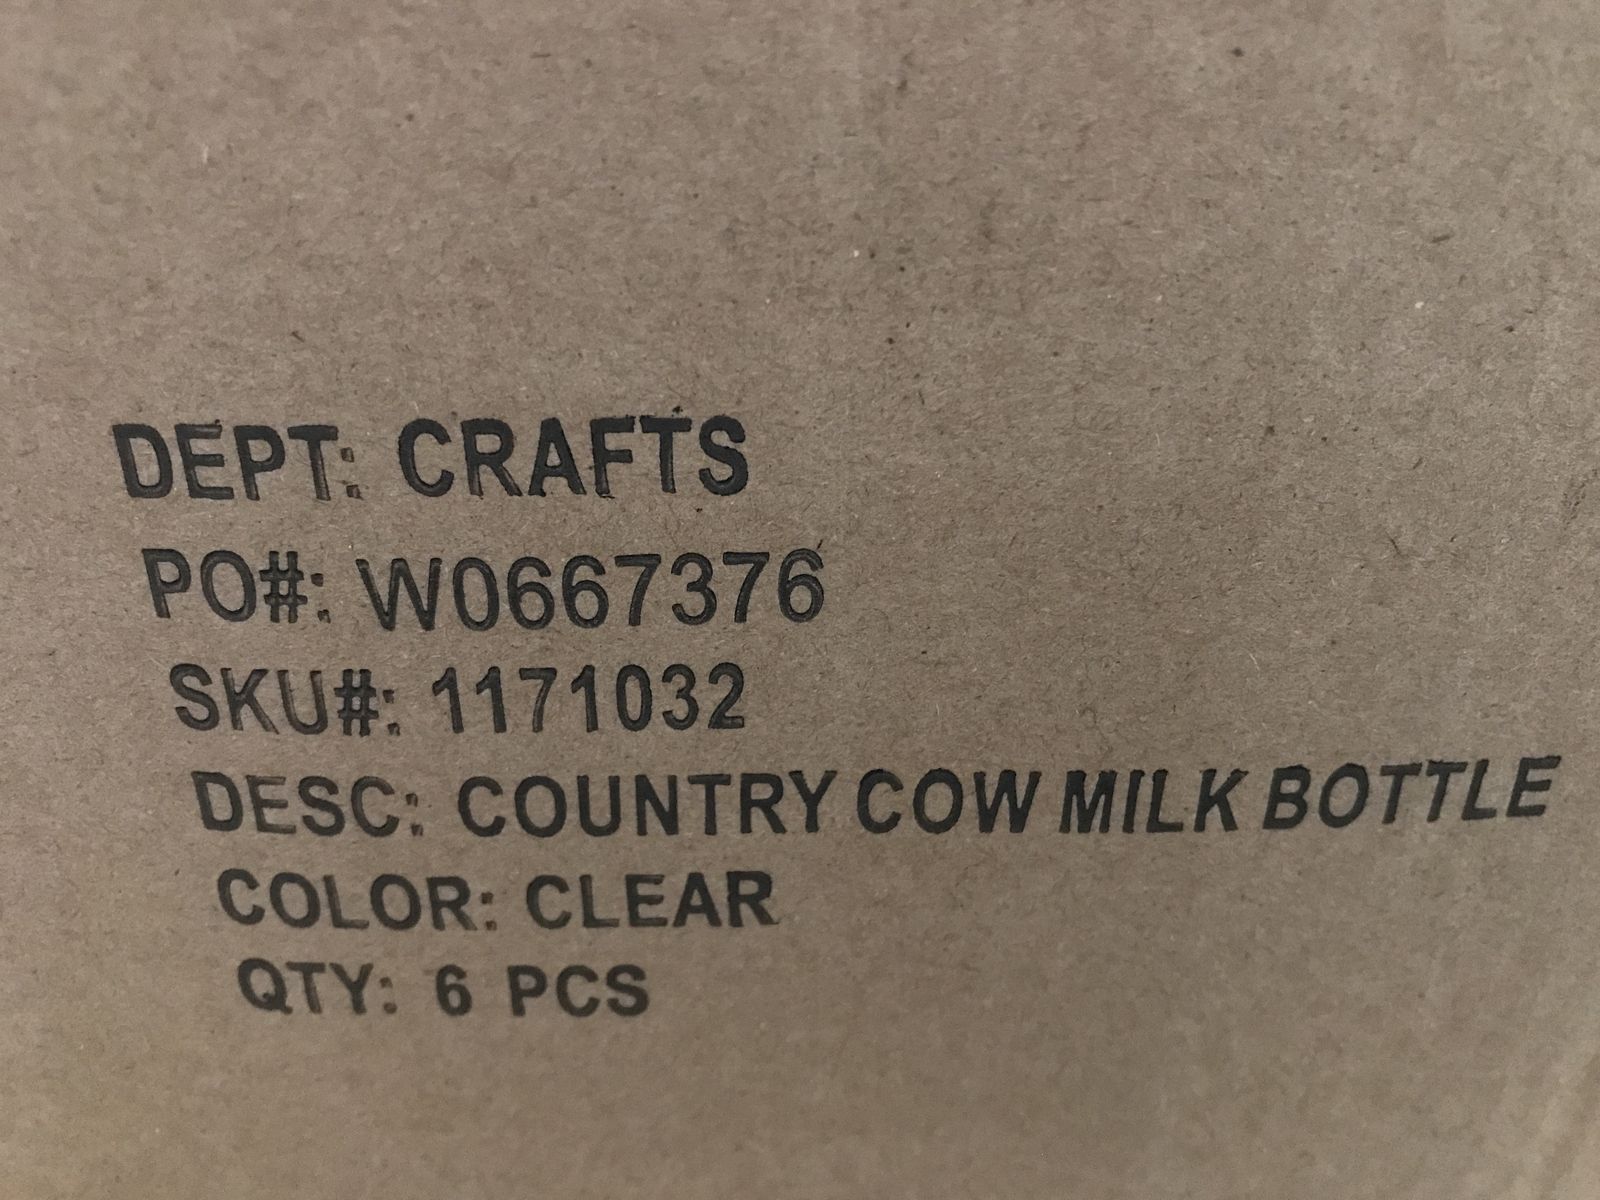 DEPT: CRAFTS
PO#: W0667376
SKU#: 1171032
DESC: COUNTRY COW MILK BOTTLE
COLOR: CLEAR
QTY: 6 PCS